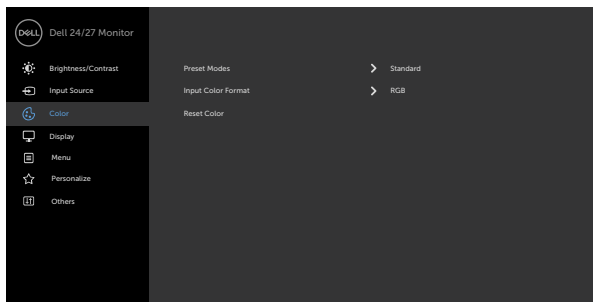 DELL Dell 24/27 Monitor
Brightness/Contrast
Input Source
Color
Display
Menu
Personalize
Others
Preset Modes Standard
Input Color Format RGB
Reset Color